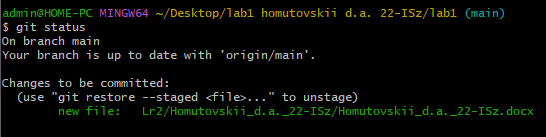 admin@HOME-PC MINGW64 ~/Desktop/lab1 homutovskii d.a. 22-ISz/lab1 (main)
$ git status
On branch main
Your branch is up to date with 'origin/main'.

Changes to be committed:
  (use "git restore --staged <file>..." to unstage)
        new file:   Lr2/Homutovskii_d.a._22-ISz/Homutovskii_d.a._22-ISz.docx